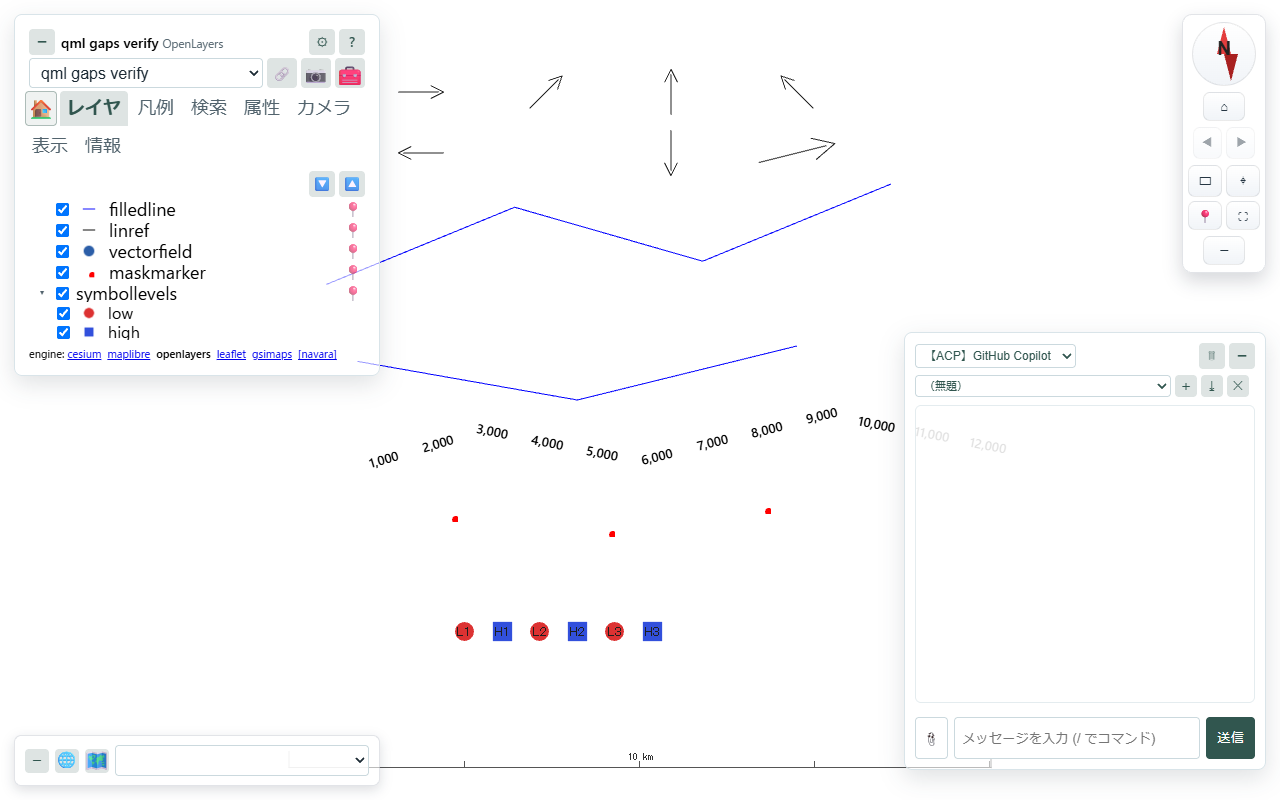 − qml gaps verify OpenLayers ?
qml gaps verify
レイヤ 凡例 検索 属性 カメラ
表示 情報
filledline
linref
vectorfield
maskmarker
symbollevels
low
high
engine: cesium maplibre openlayers leaflet gsimaps [navara]
N
1,000 2,000 3,000 4,000 5,000 6,000 7,000 8,000 9,000 10,000 11,000 12,000
L1 H1 L2 H2 L3 H3
10 km
【ACP】GitHub Copilot
（無題）
メッセージを入力 (/ でコマンド) 送信